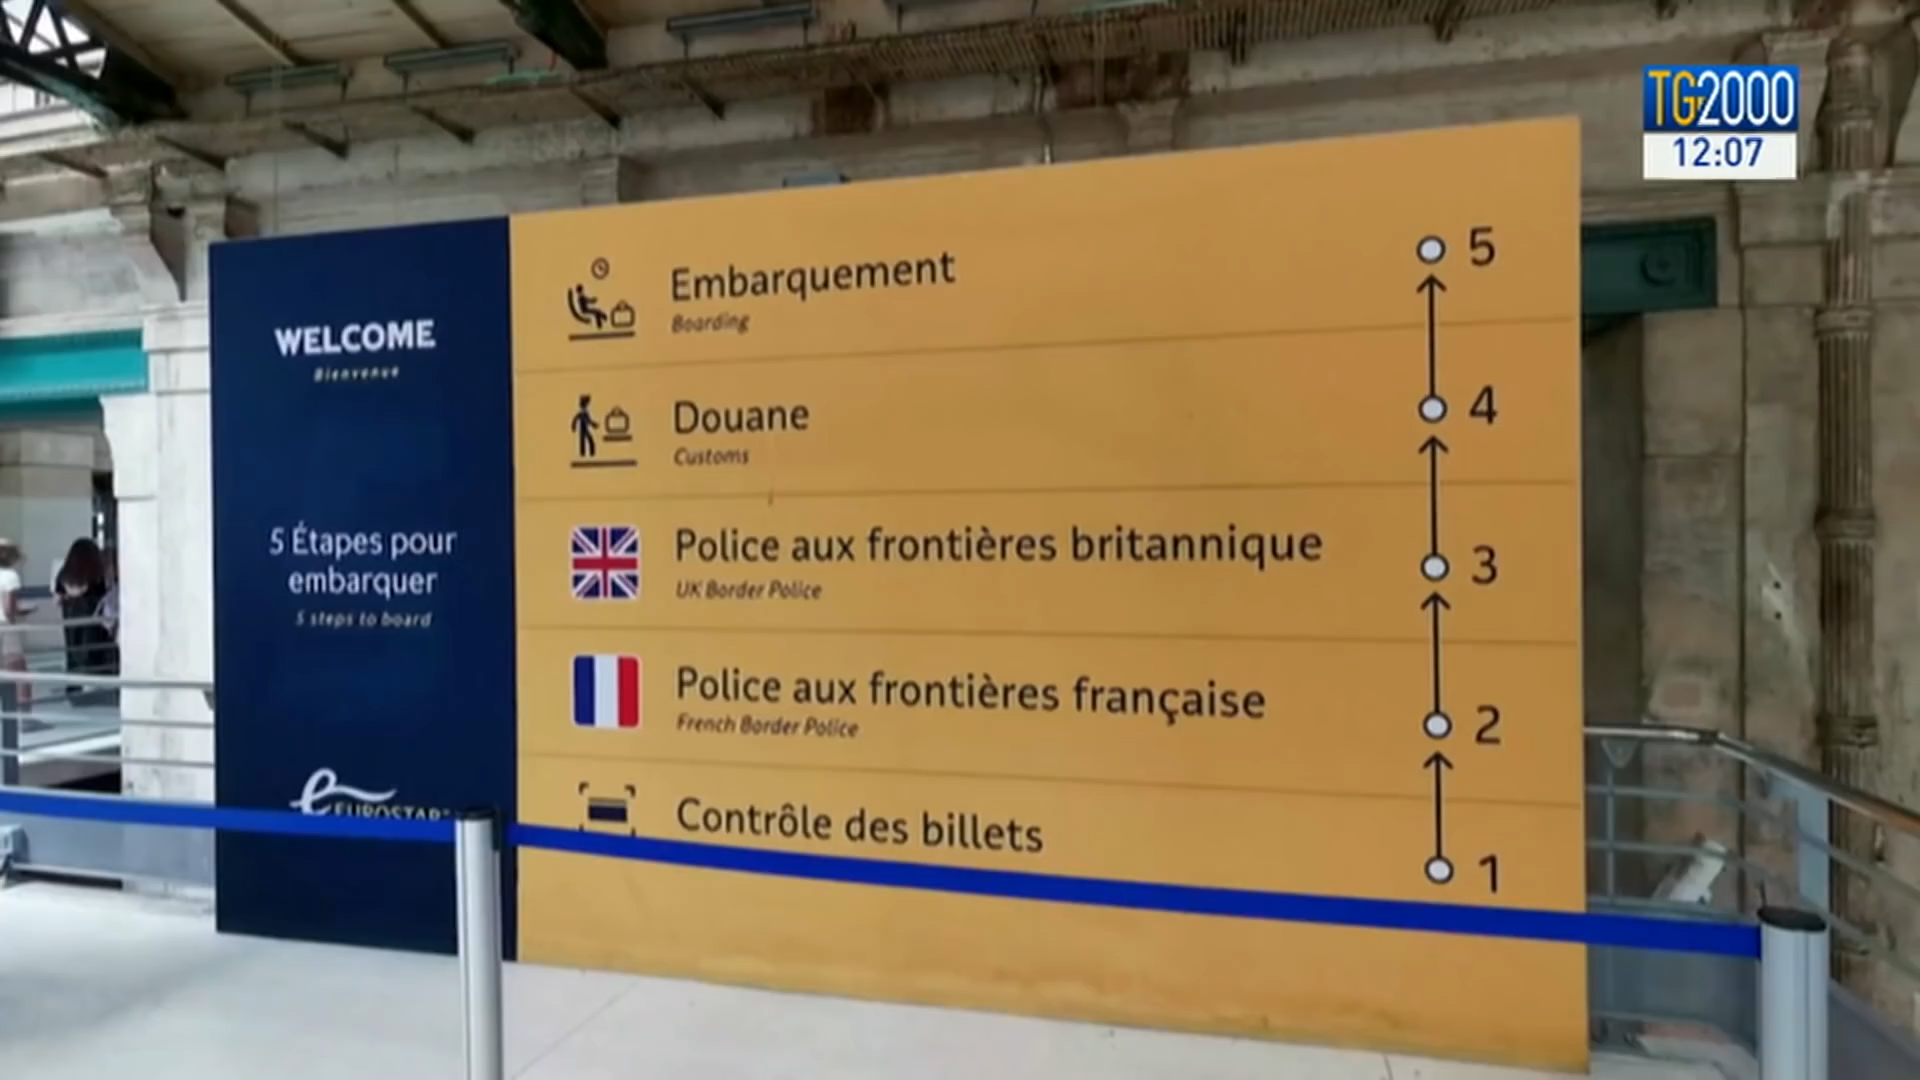 TG2000
12:07
WELCOME
Bienvenue
5 Étapes pour
embarquer
5 steps to board
EUROSTAR
Embarquement
Boarding
5
Douane
Customs
4
Police aux frontières britannique
UK Border Police
3
Police aux frontières française
French Border Police
2
Contrôle des billets
1